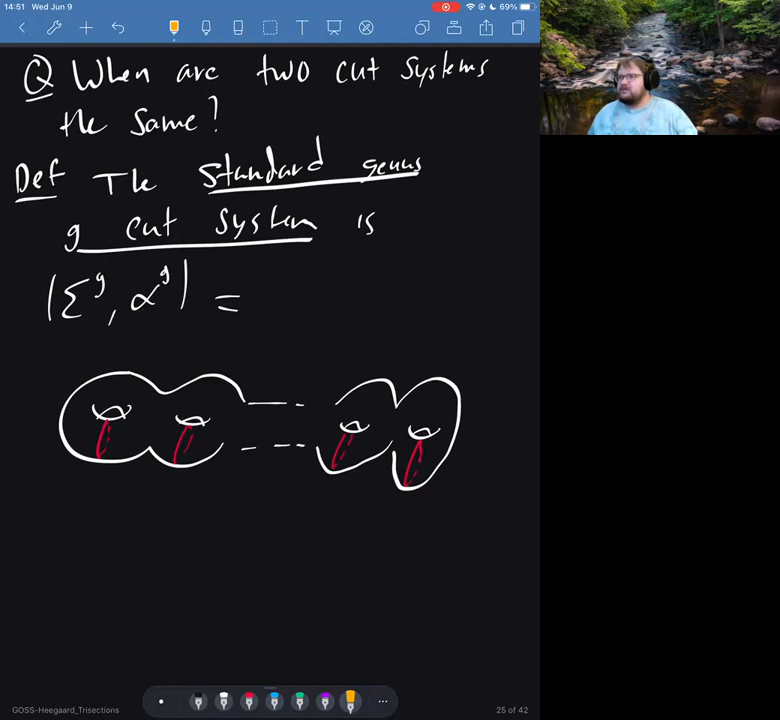 14:51 Wed Jun 9
69%
Q When are two cut systems
the same?
Def The standard genus
g cut system is
(Σ^g, α^g) =
GOSS-Heegaard_Trisections
25 of 42